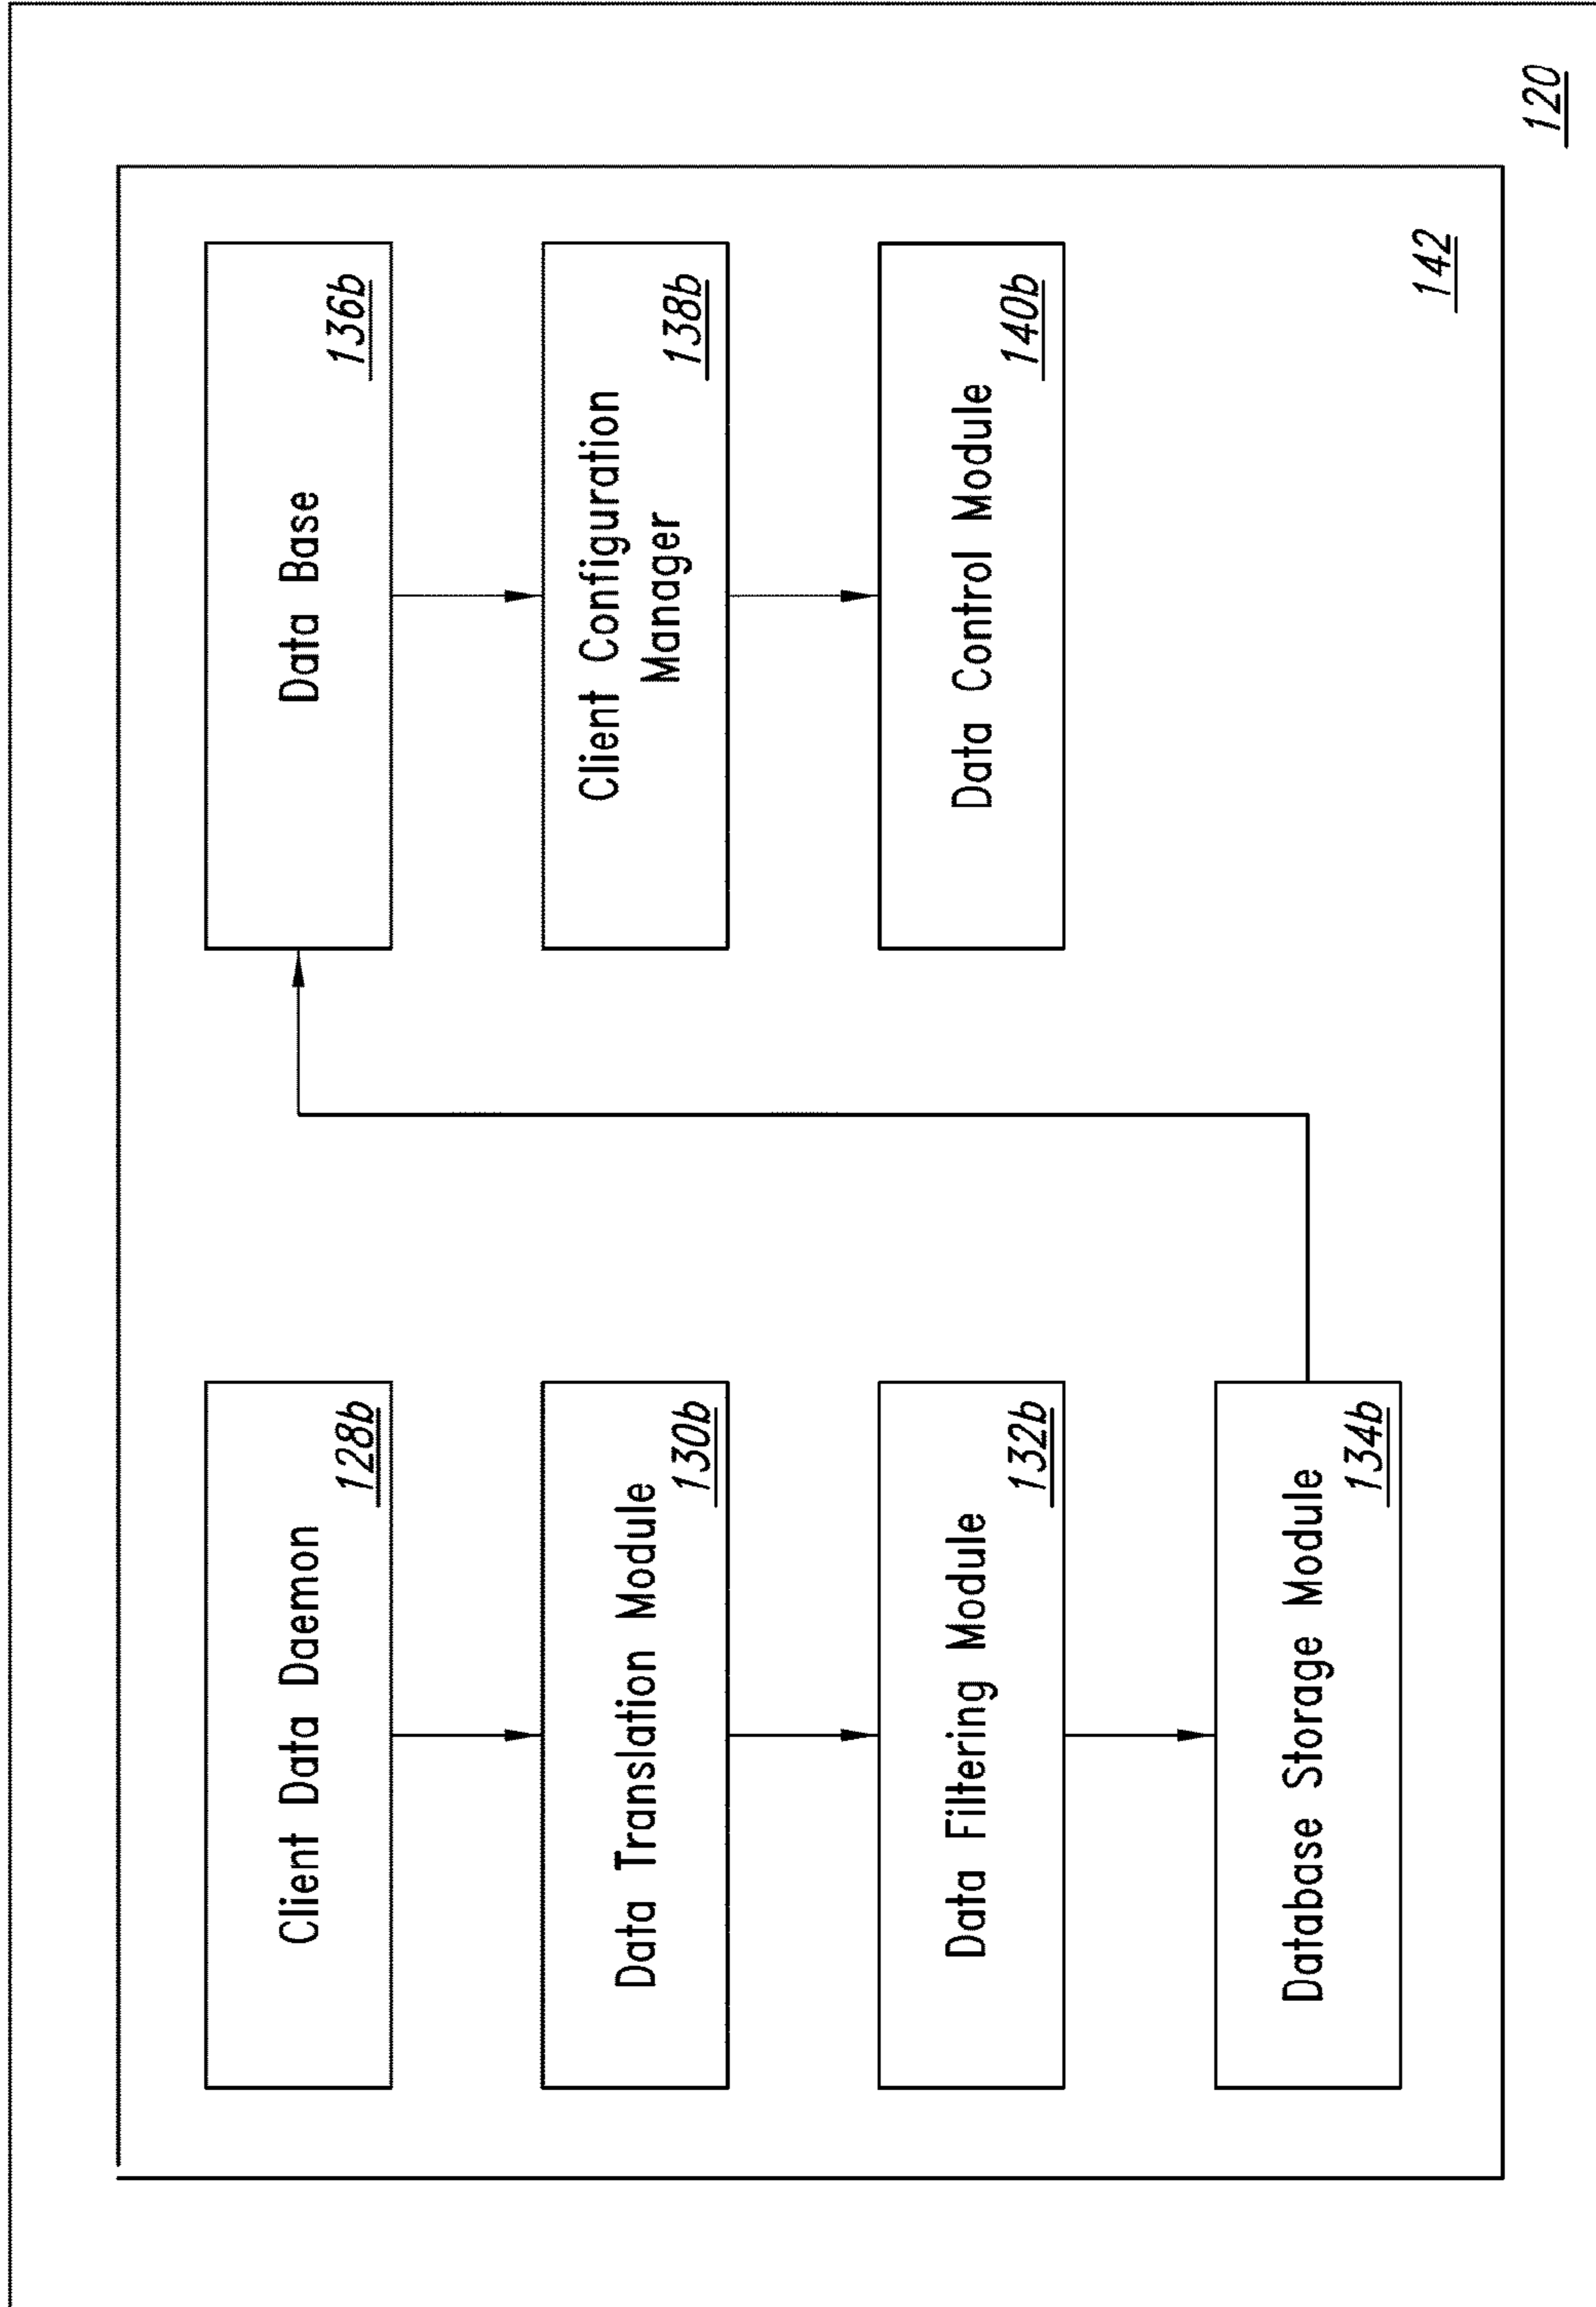 Client Data Daemon
128b
Data Translation Module
130b
Data Filtering Module
132b
Database Storage Module
134b
Data Base
136b
Client Configuration
Manager
138b
Data Control Module
140b
142
120